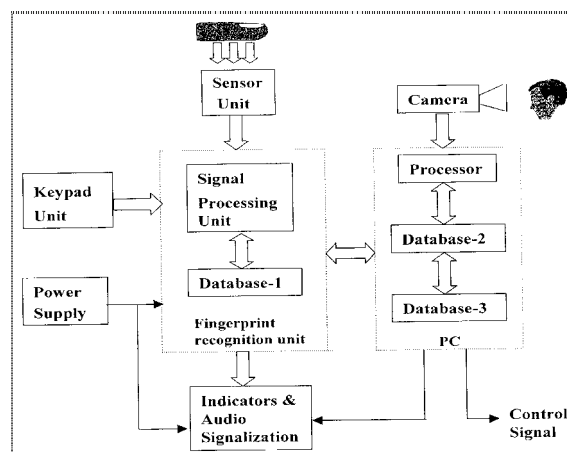 Sensor
Unit
Camera
Keypad
Unit
Signal
Processing
Unit
Processor
Database-2
Power
Supply
Database-1
Database-3
Fingerprint
recognition unit
PC
Indicators &
Audio
Signalization
Control
Signal